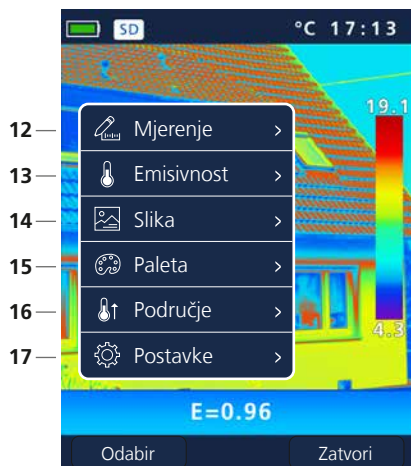 SD °C 17:13
19.1
12 Mjerenje >
13 Emisivnost >
14 Slika >
15 Paleta >
16 Područje >
17 Postavke >
4.3
E=0.96
Odabir Zatvori